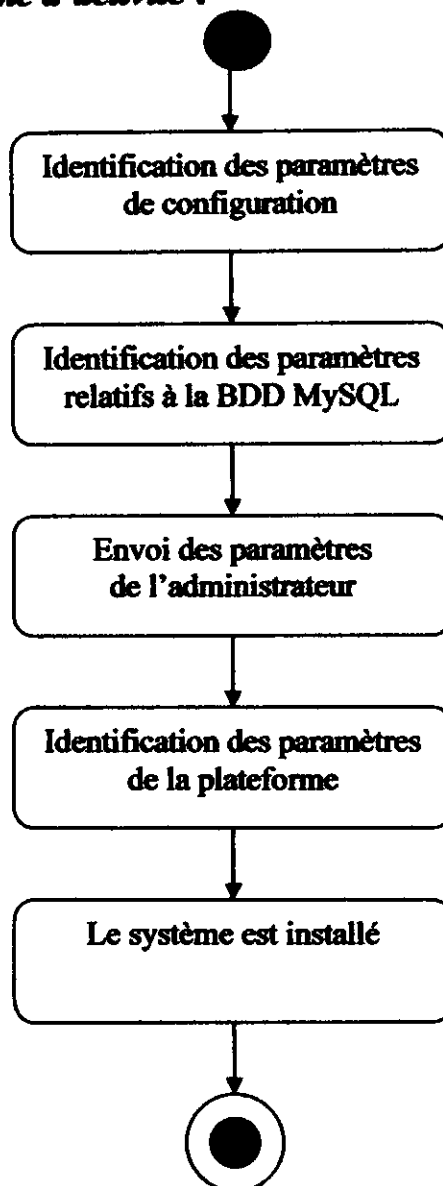 d'activité :
Identification des paramètres
de configuration
Identification des paramètres
relatifs à la BDD MySQL
Envoi des paramètres
de l'administrateur
Identification des paramètres
de la plateforme
Le système est installé